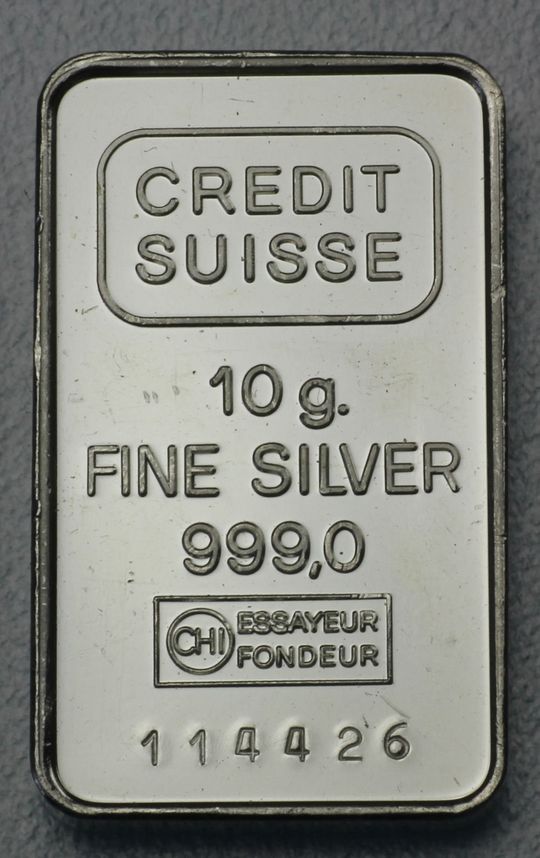 CREDIT
SUISSE
10 g.
FINE SILVER
999,0
CHI ESSAYEUR
FONDEUR
114426